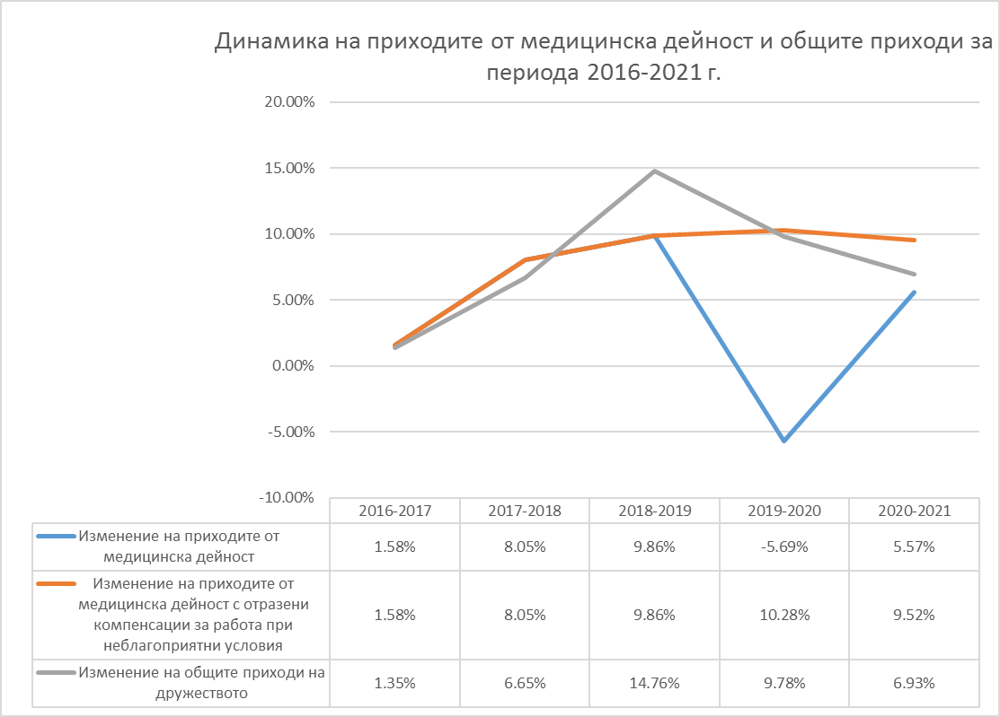 Динамика на приходите от медицинска дейност и общите приходи за
периода 2016-2021 г.
20.00%
15.00%
10.00%
5.00%
0.00%
-5.00%
-10.00%
2016-2017 2017-2018 2018-2019 2019-2020 2020-2021
Изменение на приходите от
медицинска дейност
1.58% 8.05% 9.86% -5.69% 5.57%
Изменение на приходите от
медицинска дейност с отразени
компенсации за работа при
неблагоприятни условия
1.58% 8.05% 9.86% 10.28% 9.52%
Изменение на общите приходи на
дружеството
1.35% 6.65% 14.76% 9.78% 6.93%